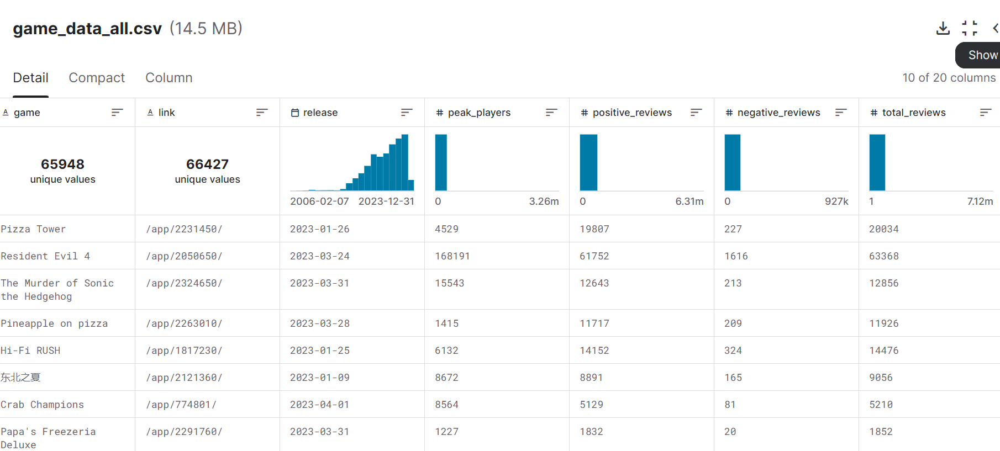 game_data_all.csv (14.5 MB)
Show
Detail Compact Column
10 of 20 columns
game link release peak_players positive_reviews negative_reviews total_reviews
65948 66427
unique values unique values
2006-02-07 2023-12-31 0 3.26m 0 6.31m 0 927k 1 7.12m
Pizza Tower /app/2231450/ 2023-01-26 4529 19807 227 20034
Resident Evil 4 /app/2050650/ 2023-03-24 168191 61752 1616 63368
The Murder of Sonic /app/2324650/ 2023-03-31 15543 12643 213 12856
the Hedgehog
Pineapple on pizza /app/2263010/ 2023-03-28 1415 11717 209 11926
Hi-Fi RUSH /app/1817230/ 2023-01-25 6132 14152 324 14476
东北之夏 /app/2121360/ 2023-01-09 8672 8891 165 9056
Crab Champions /app/774801/ 2023-04-01 8564 5129 81 5210
Papa's Freezeria /app/2291760/ 2023-03-31 1227 1832 20 1852
Deluxe